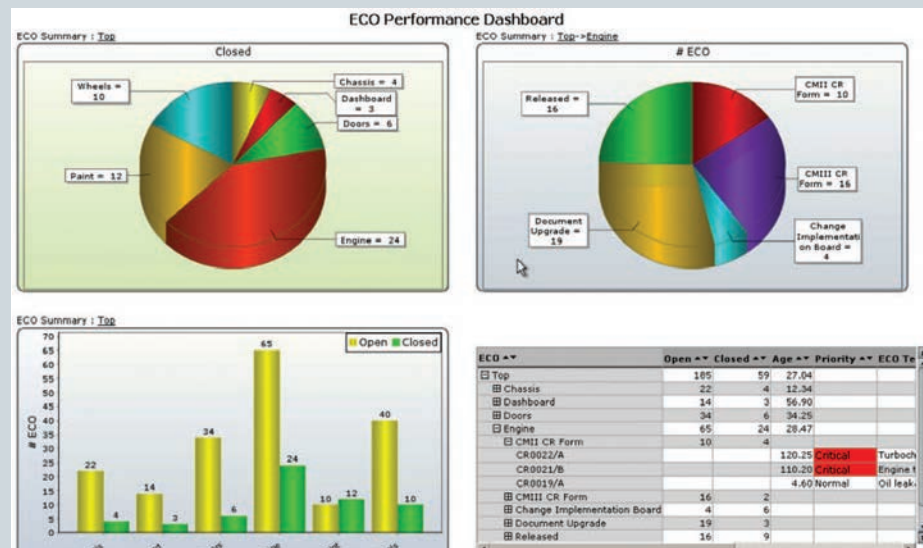 ECO Performance Dashboard
ECO Summary : Top
Closed
Wheels =
10
Chassis = 4
Dashboard
= 3
Doors = 6
Paint = 12
Engine = 24
ECO Summary : Top->Engine
# ECO
Released =
16
CMII CR
Form = 10
CMIII CR
Form = 16
Document
Upgrade =
19
Change
Implementati
on Board =
4
ECO Summary : Top
Open Closed
# ECO
70
65
60
55
50
45
40
35
30
25
20
15
10
5
0
22
4
14
3
34
6
65
24
10
12
40
10
ECO Open Closed Age Priority ECO Te
Top 185 59 27.04
Chassis 22 4 12.34
Dashboard 14 3 56.90
Doors 34 6 34.25
Engine 65 24 28.47
CMII CR Form 10 4
CR0022/A 120.25 Critical Turboch
CR0021/B 110.20 Critical Engine t
CR0019/A 4.60 Normal Oil leak
CMIII CR Form 16 2
Change Implementation Board 4 6
Document Upgrade 19 3
Released 16 9